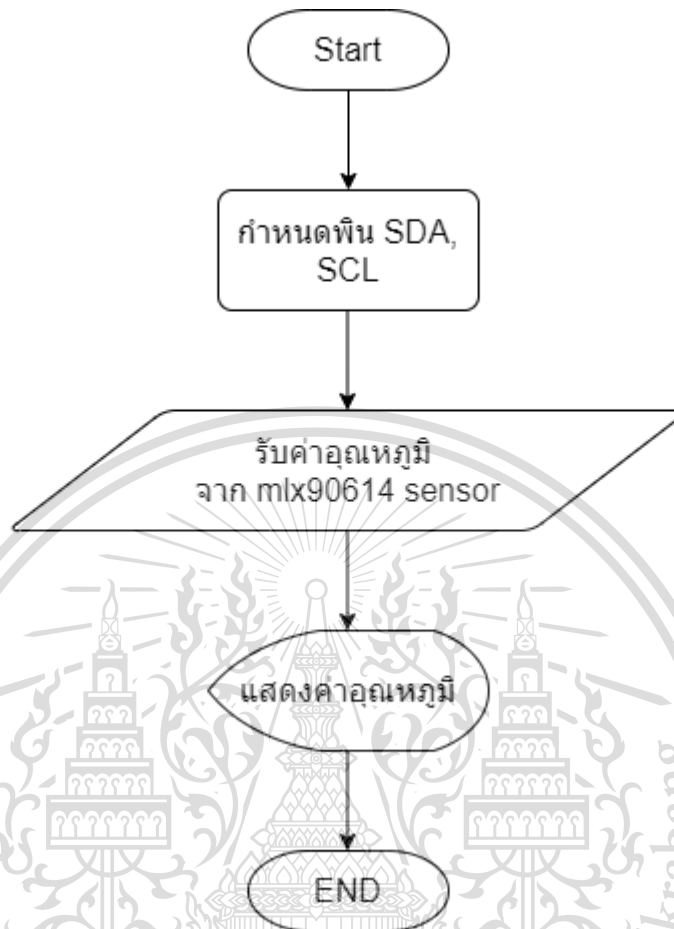 Start
กำหนดพิน SDA,
SCL
รับค่าอุณหภูมิ
จาก mlx90614 sensor
แสดงค่าอุณหภูมิ
END